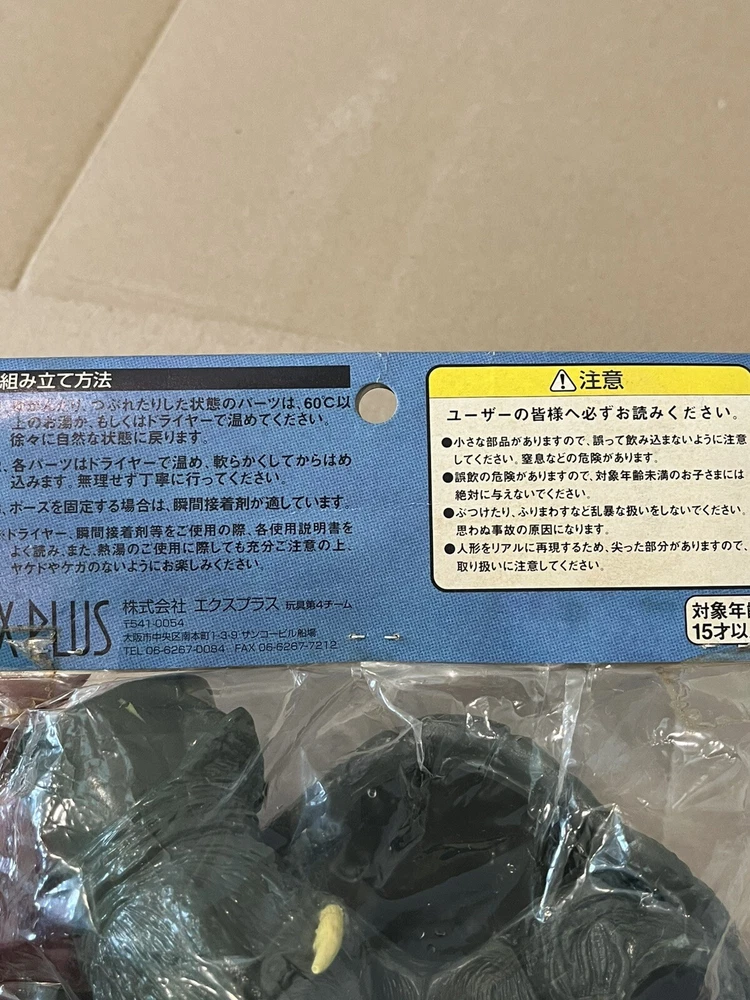 組み立て方法
つぶれたりした状態のパーツは、60℃以
上のお湯か、もしくはドライヤーで温めてください。
徐々に自然な状態に戻ります。
各パーツはドライヤーで温め、軟らかくしてからはめ
込みます。無理せず丁寧に行ってください。
ポーズを固定する場合は、瞬間接着剤が適しています。
ドライヤー、瞬間接着剤等をご使用の際、各使用説明書を
よく読み、また、熱湯のご使用に際しても充分ご注意の上、
ヤケドやケガのないようにお楽しみください。
X PLUS
株式会社 エクスプラス 玩具第4チーム
〒541-0054
大阪市中央区南本町1-3-9 サンコービル船場
TEL 06-6267-0084 FAX 06-6267-7212
注意
ユーザーの皆様へ必ずお読みください。
●小さな部品がありますので、誤って飲み込まないように注意
してください。窒息などの危険があります。
●誤飲の危険がありますので、対象年齢未満のお子さまには
絶対に与えないでください。
●ぶつけたり、ふりまわすなど乱暴な扱いをしないでください。
思わぬ事故の原因になります。
●人形をリアルに再現するため、尖った部分がありますので、
取り扱いに注意してください。
対象年齢
15才以